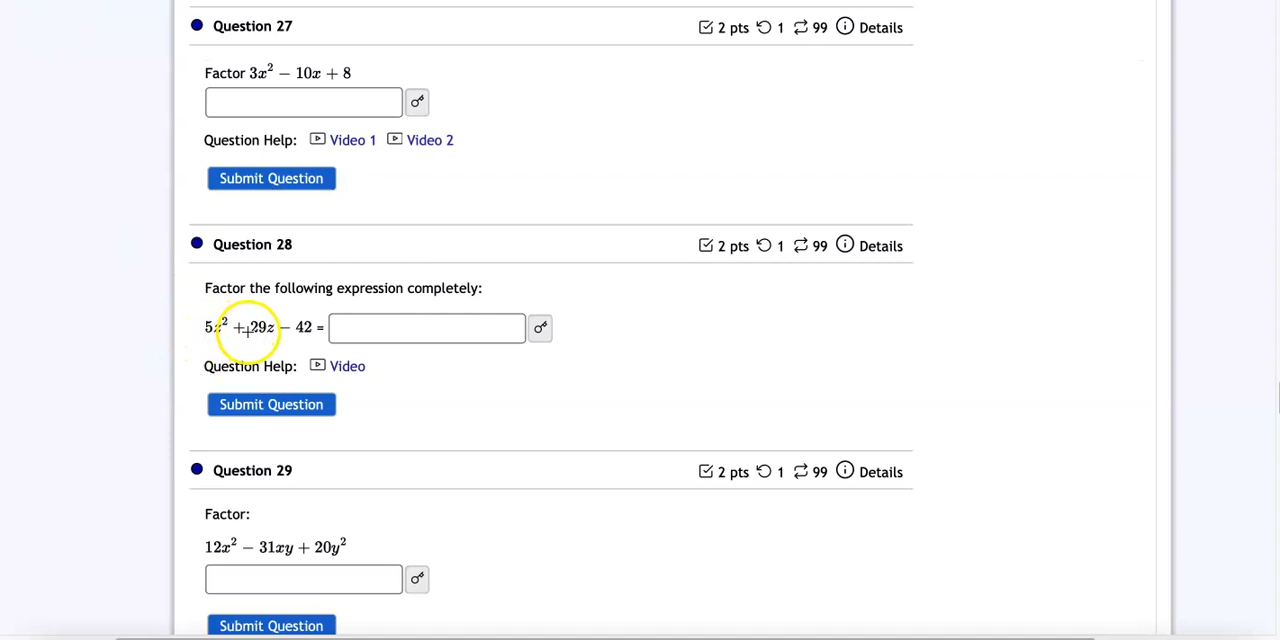 Question 27 2 pts 1 99 Details
Factor 3x² − 10x + 8
Question Help: Video 1 Video 2
Submit Question
Question 28 2 pts 1 99 Details
Factor the following expression completely:
5z² + 29z − 42 =
Question Help: Video
Submit Question
Question 29 2 pts 1 99 Details
Factor:
12x² − 31xy + 20y²
Submit Question